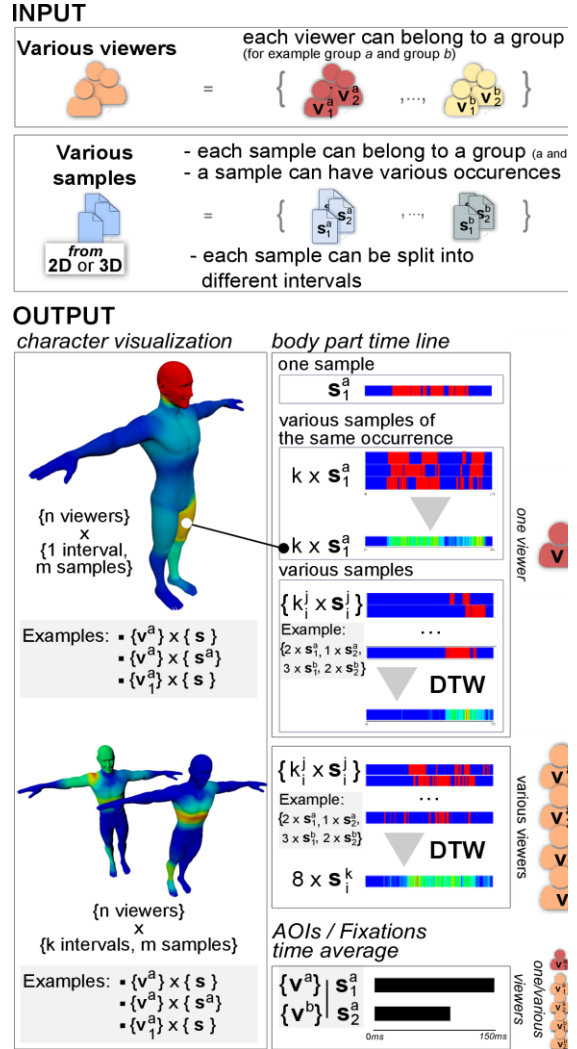 INPUT
Various viewers
each viewer can belong to a group
(for example group a and group b)
= { v₁ᵃ v₂ᵃ ,..., v₁ᵇ v₂ᵇ }
Various samples
- each sample can belong to a group (a and
- a sample can have various occurences
from 2D or 3D
= { s₁ᵃ s₂ᵃ ,..., s₁ᵇ s₂ᵇ }
- each sample can be split into
different intervals
OUTPUT
character visualization
{n viewers}
x
{1 interval,
m samples}
Examples: ▪ {vᵃ} x { s }
▪ {vᵃ} x { sᵃ}
▪ {v₁ᵃ} x { s }
{n viewers}
x
{k intervals, m samples}
Examples: ▪ {vᵃ} x { s }
▪ {vᵃ} x { sᵃ}
▪ {v₁ᵃ} x { s }
body part time line
one sample
s₁ᵃ
various samples of
the same occurrence
k x s₁ᵃ
k x s₁ᵃ
various samples
{kᵢʲ x sᵢʲ}
Example:
{2 x s₁ᵃ, 1 x s₂ᵃ,
3 x s₁ᵇ, 2 x s₂ᵇ}
...
DTW
one viewer
v
{kᵢʲ x sᵢʲ}
Example:
{2 x s₁ᵃ, 1 x s₂ᵃ,
3 x s₁ᵇ, 2 x s₂ᵇ}
...
DTW
8 x sᵢᵏ
various viewers
v
v
v
v
AOIs / Fixations
time average
{vᵃ} | s₁ᵃ
{vᵇ} | s₂ᵃ
0ms 150ms
one/various
viewers